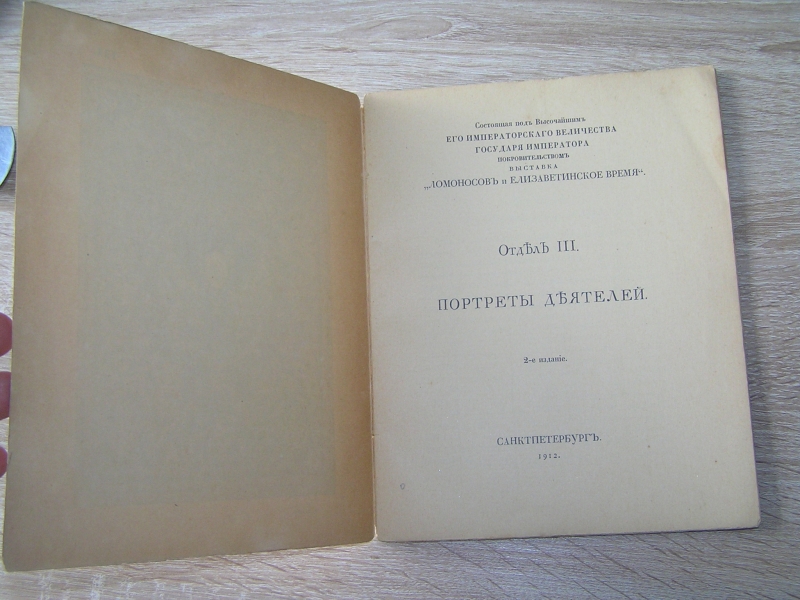 Состоящая подъ Высочайшимъ
ЕГО ИМПЕРАТОРСКАГО ВЕЛИЧЕСТВА
ГОСУДАРЯ ИМПЕРАТОРА
ПОКРОВИТЕЛЬСТВОМЪ
ВЫСТАВКА
„ЛОМОНОСОВЪ и ЕЛИЗАВЕТИНСКОЕ ВРЕМЯ“.
ОтдѢлъ III.
ПОРТРЕТЫ ДѢЯТЕЛЕЙ.
2-е изданіе.
САНКТПЕТЕРБУРГЪ.
1912.